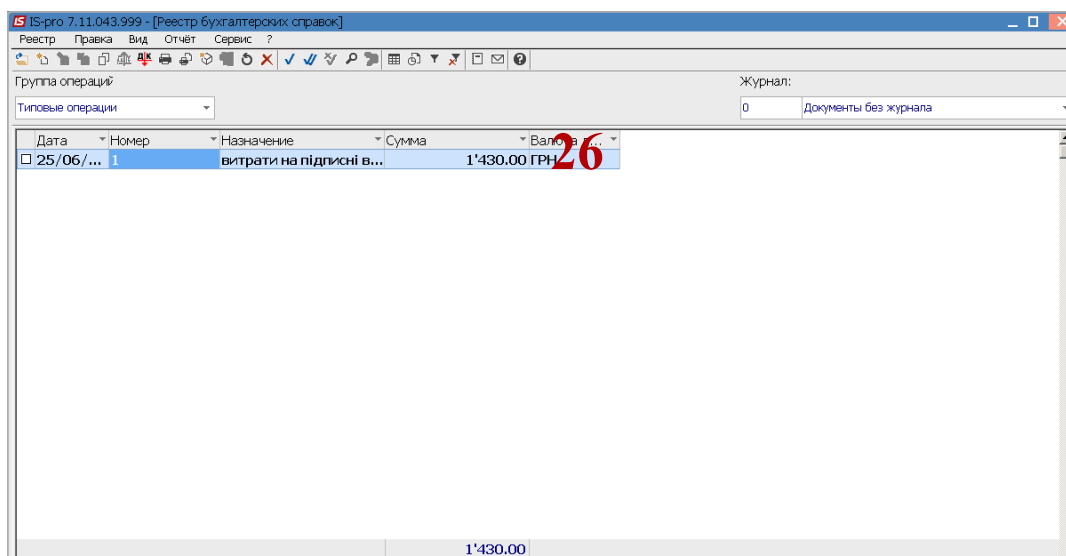 IS-pro 7.11.043.999 - [Реестр бухгалтерских справок]
Реестр Правка Вид Отчёт Сервис ?
Группа операций Журнал:
Типовые операции 0 Документы без журнала
Дата Номер Назначение Сумма Валюта д...
25/06/... 1 витрати на підписні в... 1'430.00 ГРН
26
1'430.00